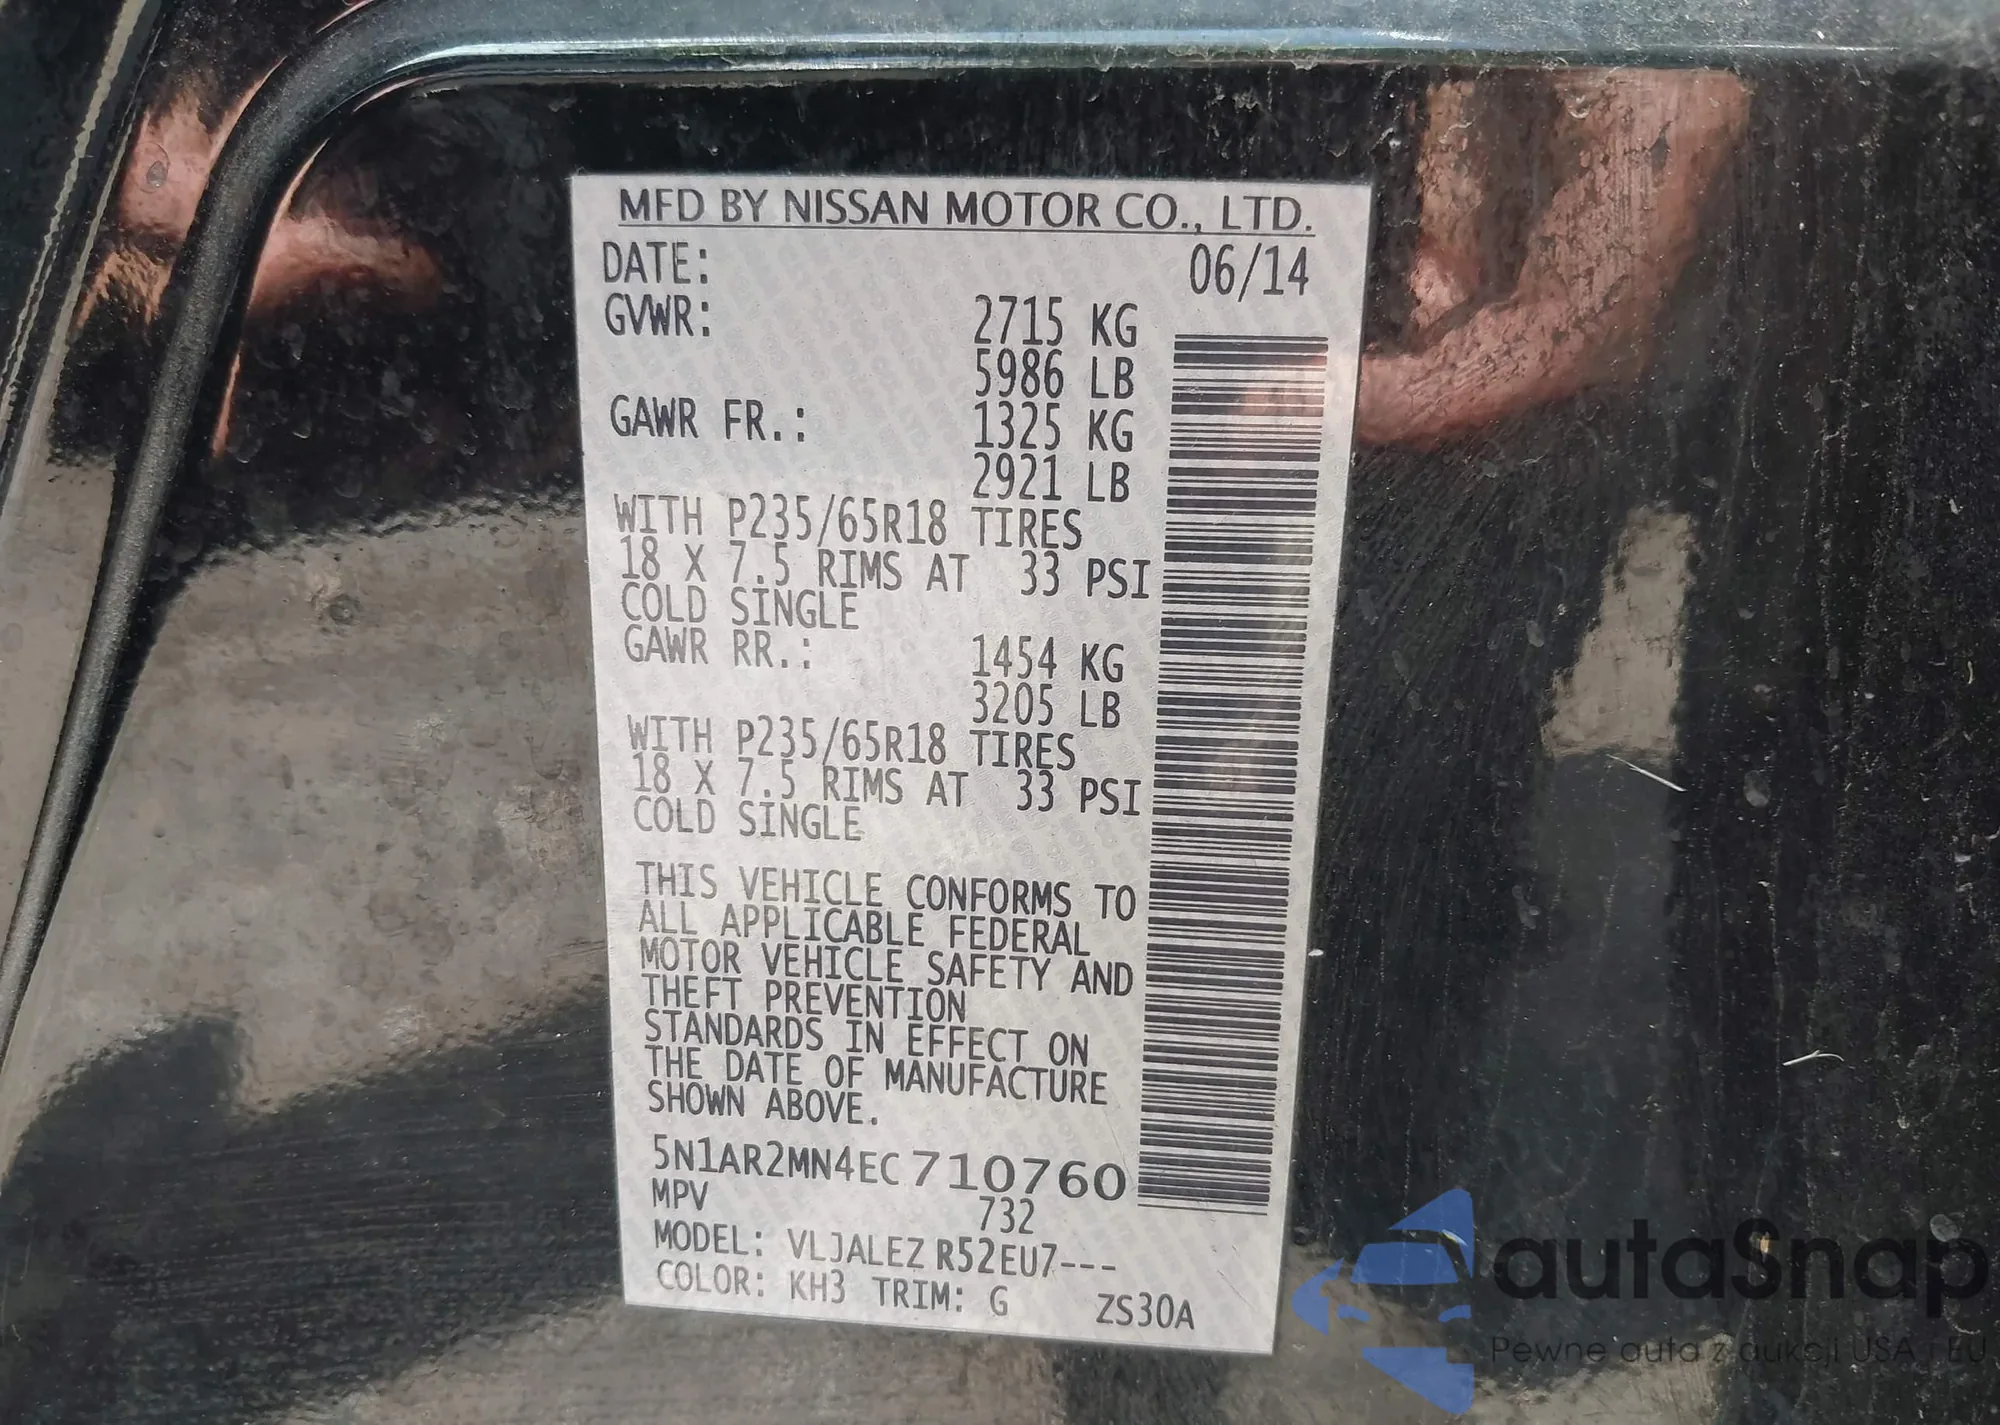 MFD BY NISSAN MOTOR CO., LTD.
DATE: 06/14
GVWR: 2715 KG
5986 LB
GAWR FR.: 1325 KG
2921 LB
WITH P235/65R18 TIRES
18 X 7.5 RIMS AT 33 PSI
COLD SINGLE
GAWR RR.: 1454 KG
3205 LB
WITH P235/65R18 TIRES
18 X 7.5 RIMS AT 33 PSI
COLD SINGLE
THIS VEHICLE CONFORMS TO
ALL APPLICABLE FEDERAL
MOTOR VEHICLE SAFETY AND
THEFT PREVENTION
STANDARDS IN EFFECT ON
THE DATE OF MANUFACTURE
SHOWN ABOVE.
5N1AR2MN4EC710760
MPV 732
MODEL: VLJALEZ R52EU7---
COLOR: KH3 TRIM: G ZS30A
autaSnap
Pewne auta z aukcji USA i EU